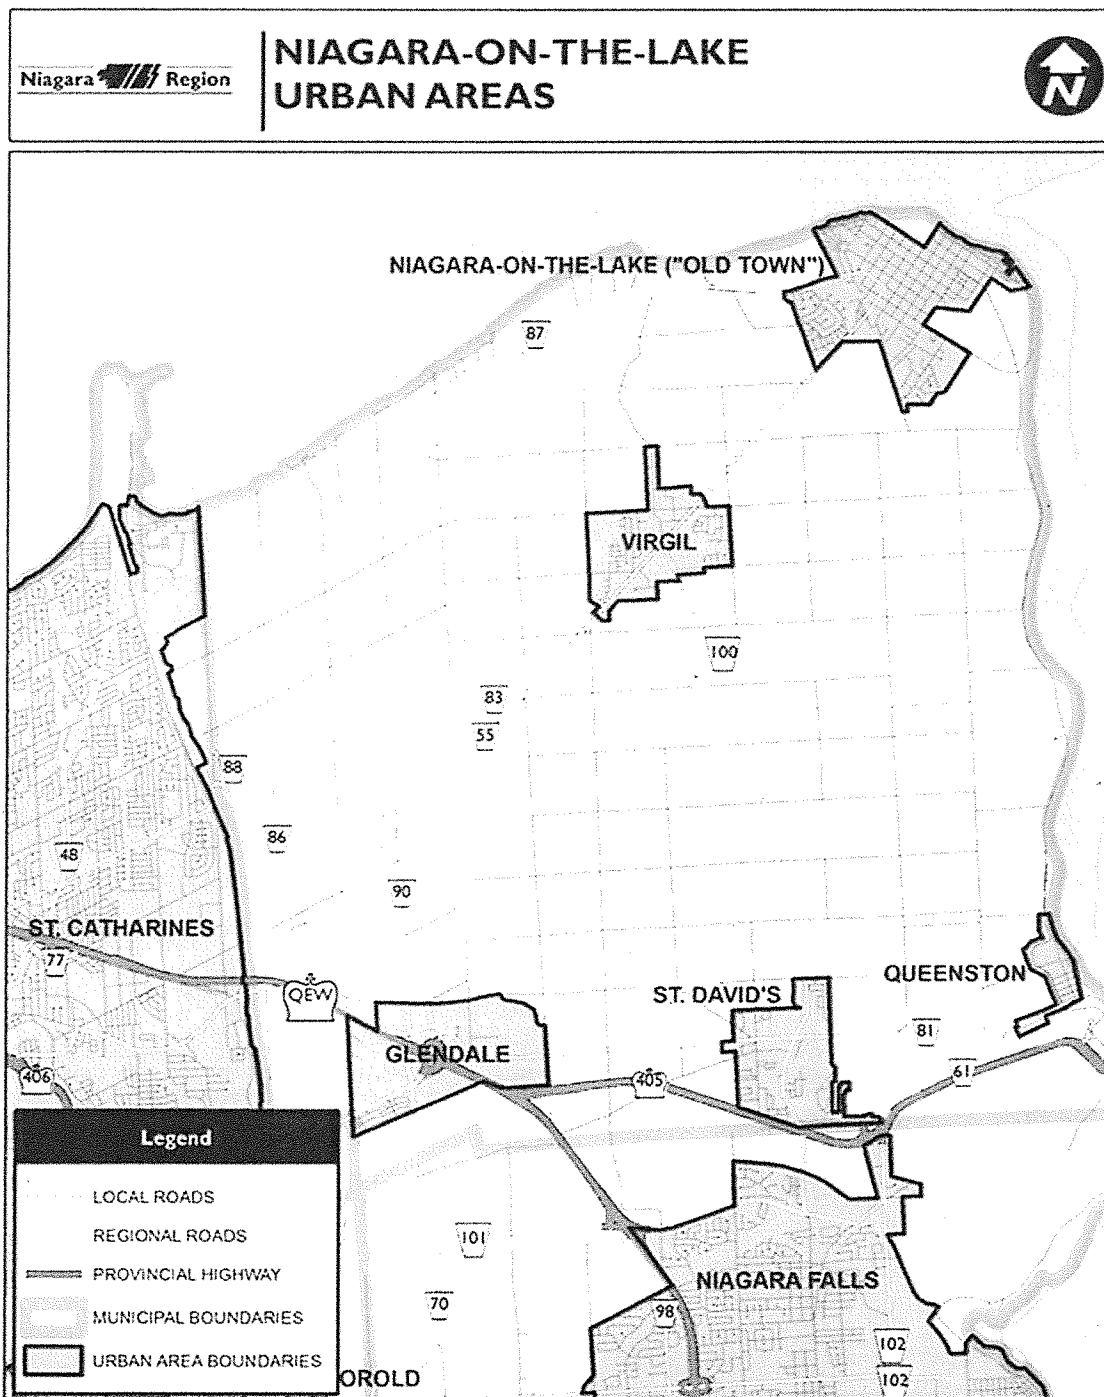 Niagara Region
NIAGARA-ON-THE-LAKE
URBAN AREAS
N
NIAGARA-ON-THE-LAKE ("OLD TOWN")
87
VIRGIL
100
83
55
88
86
48
90
ST. CATHARINES
77
QEW
QUEENSTON
ST. DAVID'S
81
GLENDALE
406
405
61
Legend
LOCAL ROADS
REGIONAL ROADS
PROVINCIAL HIGHWAY
MUNICIPAL BOUNDARIES
URBAN AREA BOUNDARIES
101
70
98
NIAGARA FALLS
102
102
OROLD